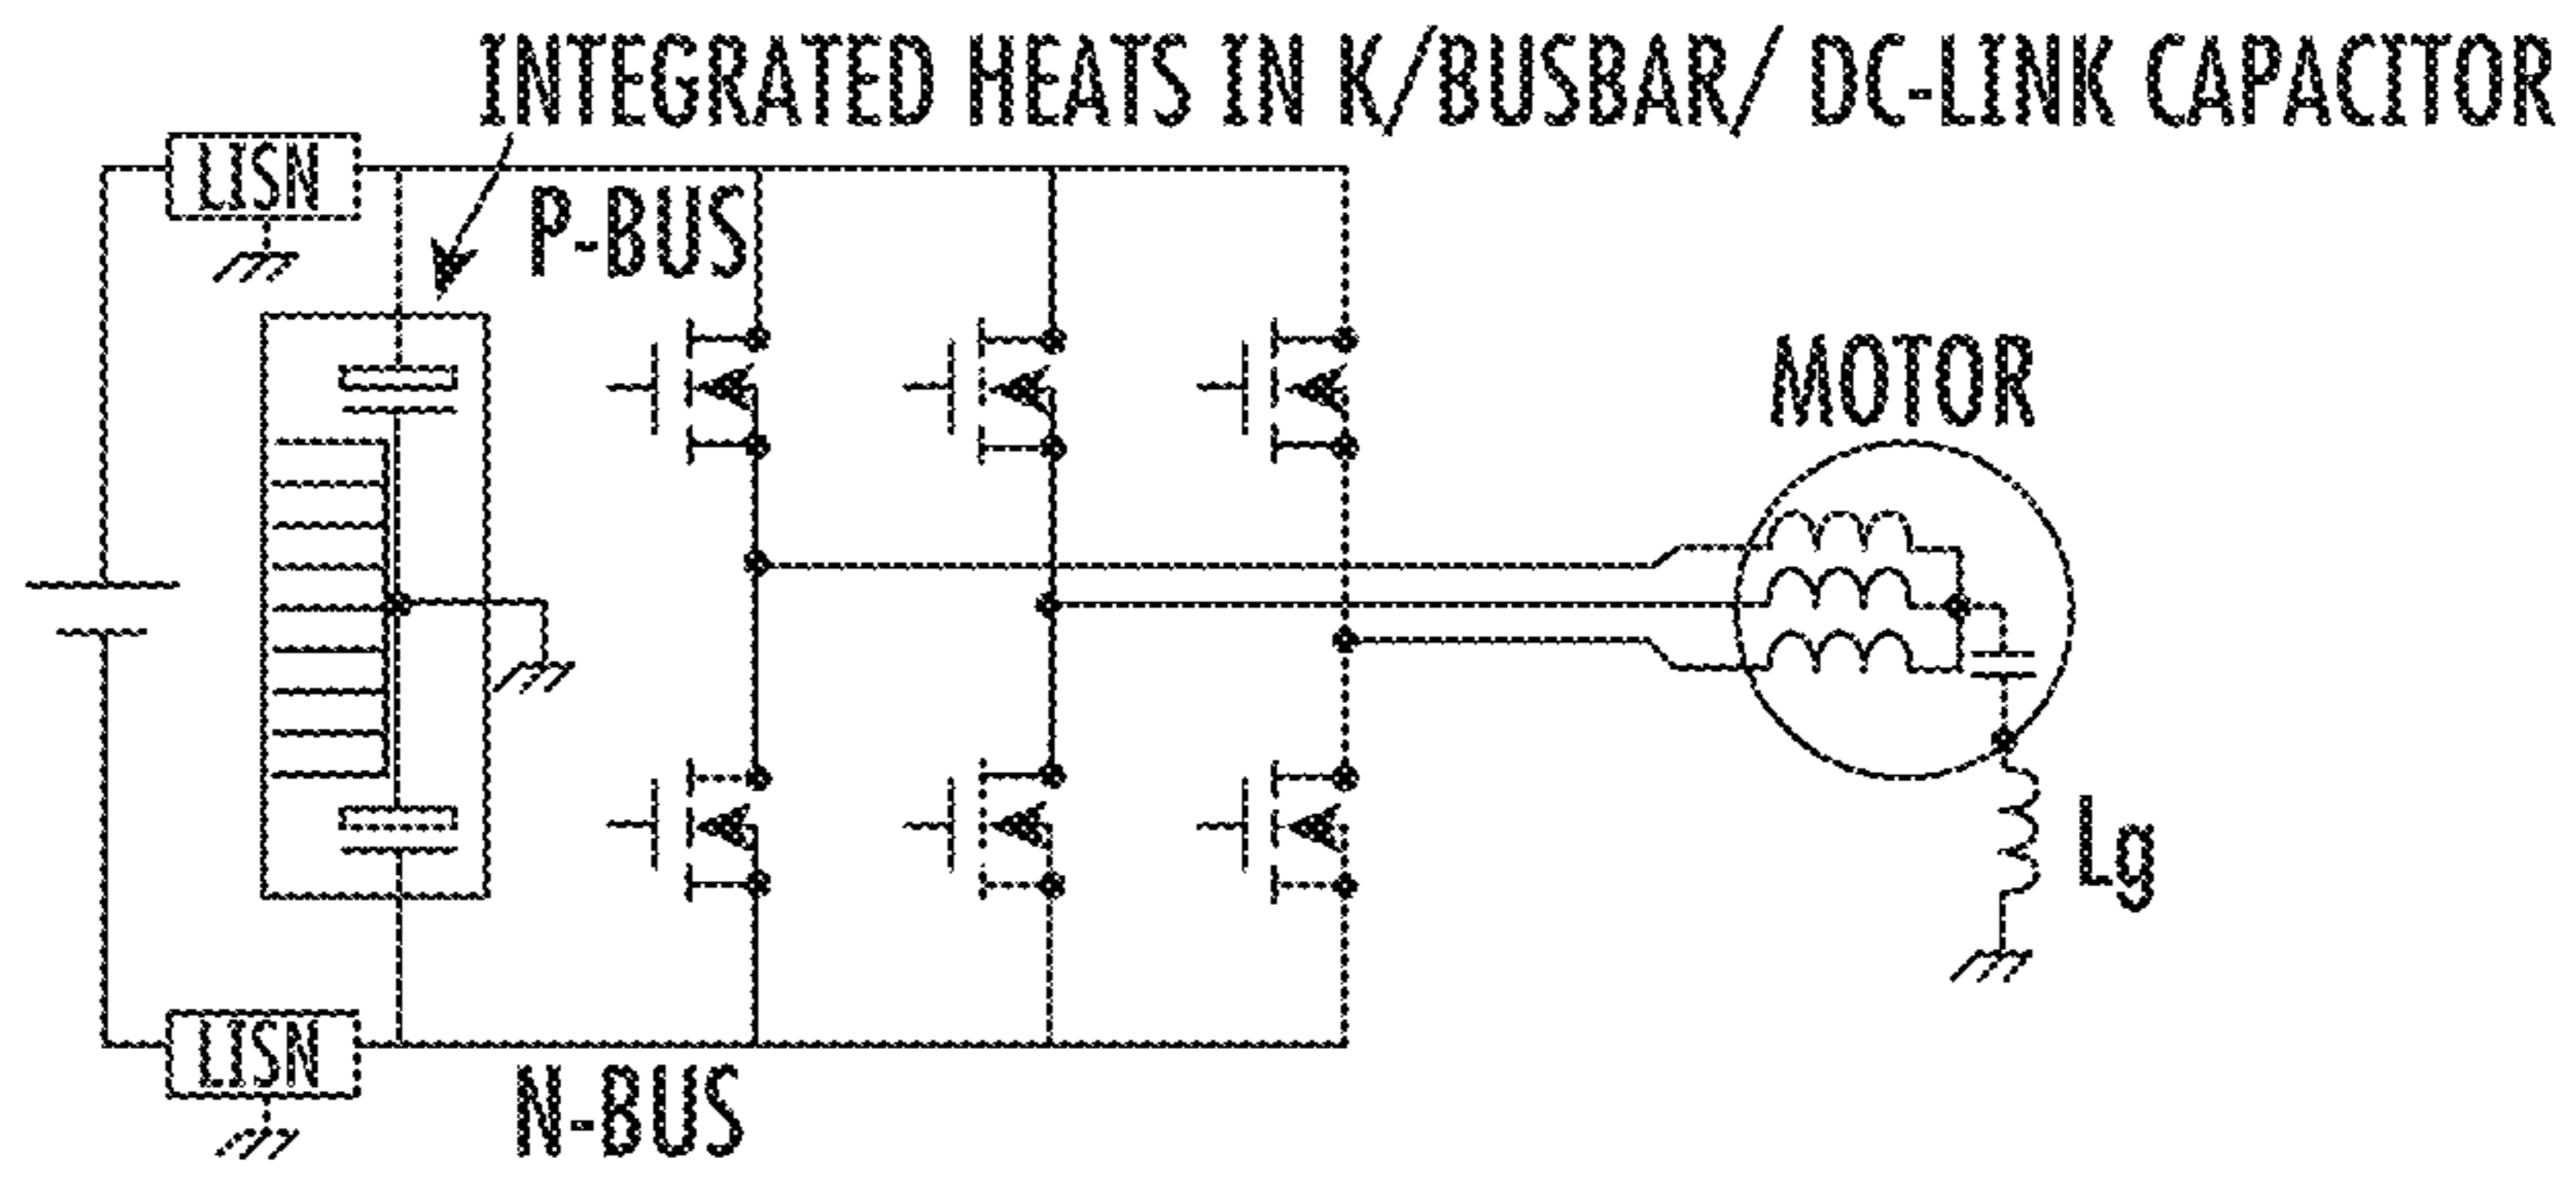 INTEGRATED HEATS IN K/BUSBAR/ DC-LINK CAPACITOR
LISN
P-BUS
MOTOR
Lg
LISN
N-BUS